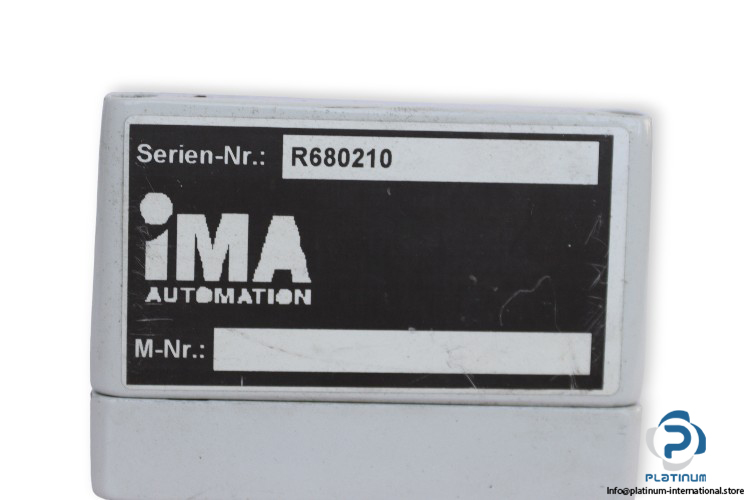 Serien-Nr.: R680210
iMA
AUTOMATION
M-Nr.:
PLATINUM
Info@platinum-international.store